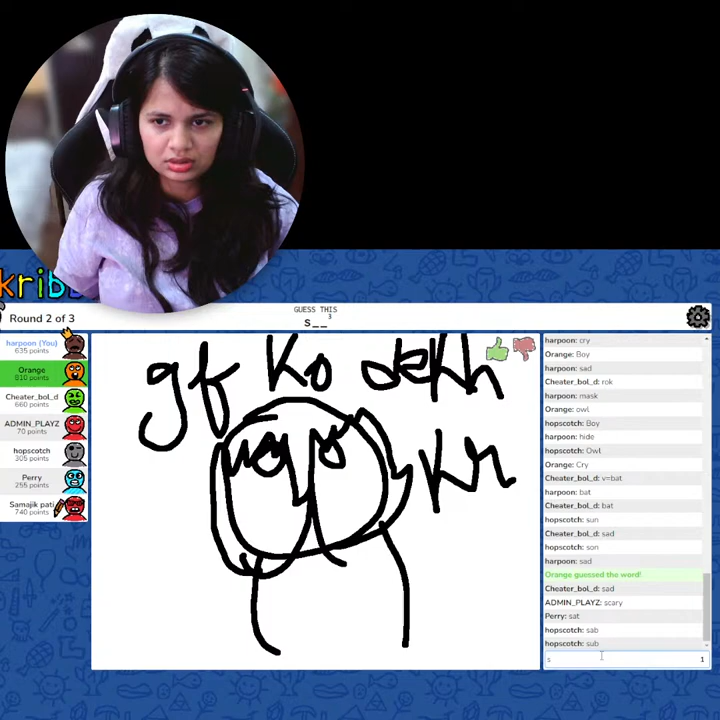 krib
Round 2 of 3
GUESS THIS
S__ 3
harpoon (You)
635 points
Orange
810 points
Cheater_bol_d
660 points
ADMIN_PLAYZ
70 points
hopscotch
305 points
Perry
255 points
Samajik pati
740 points
gf ko dekh
kr
harpoon: cry
Orange: Boy
harpoon: sad
Cheater_bol_d: rok
harpoon: mask
Orange: owl
hopscotch: Boy
harpoon: hide
hopscotch: Owl
Orange: Cry
Cheater_bol_d: v=bat
harpoon: bat
Cheater_bol_d: bat
hopscotch: sun
Cheater_bol_d: sad
hopscotch: son
harpoon: sad
Orange guessed the word!
Cheater_bol_d: sad
ADMIN_PLAYZ: scary
Perry: sat
hopscotch: sab
hopscotch: sub
s 1